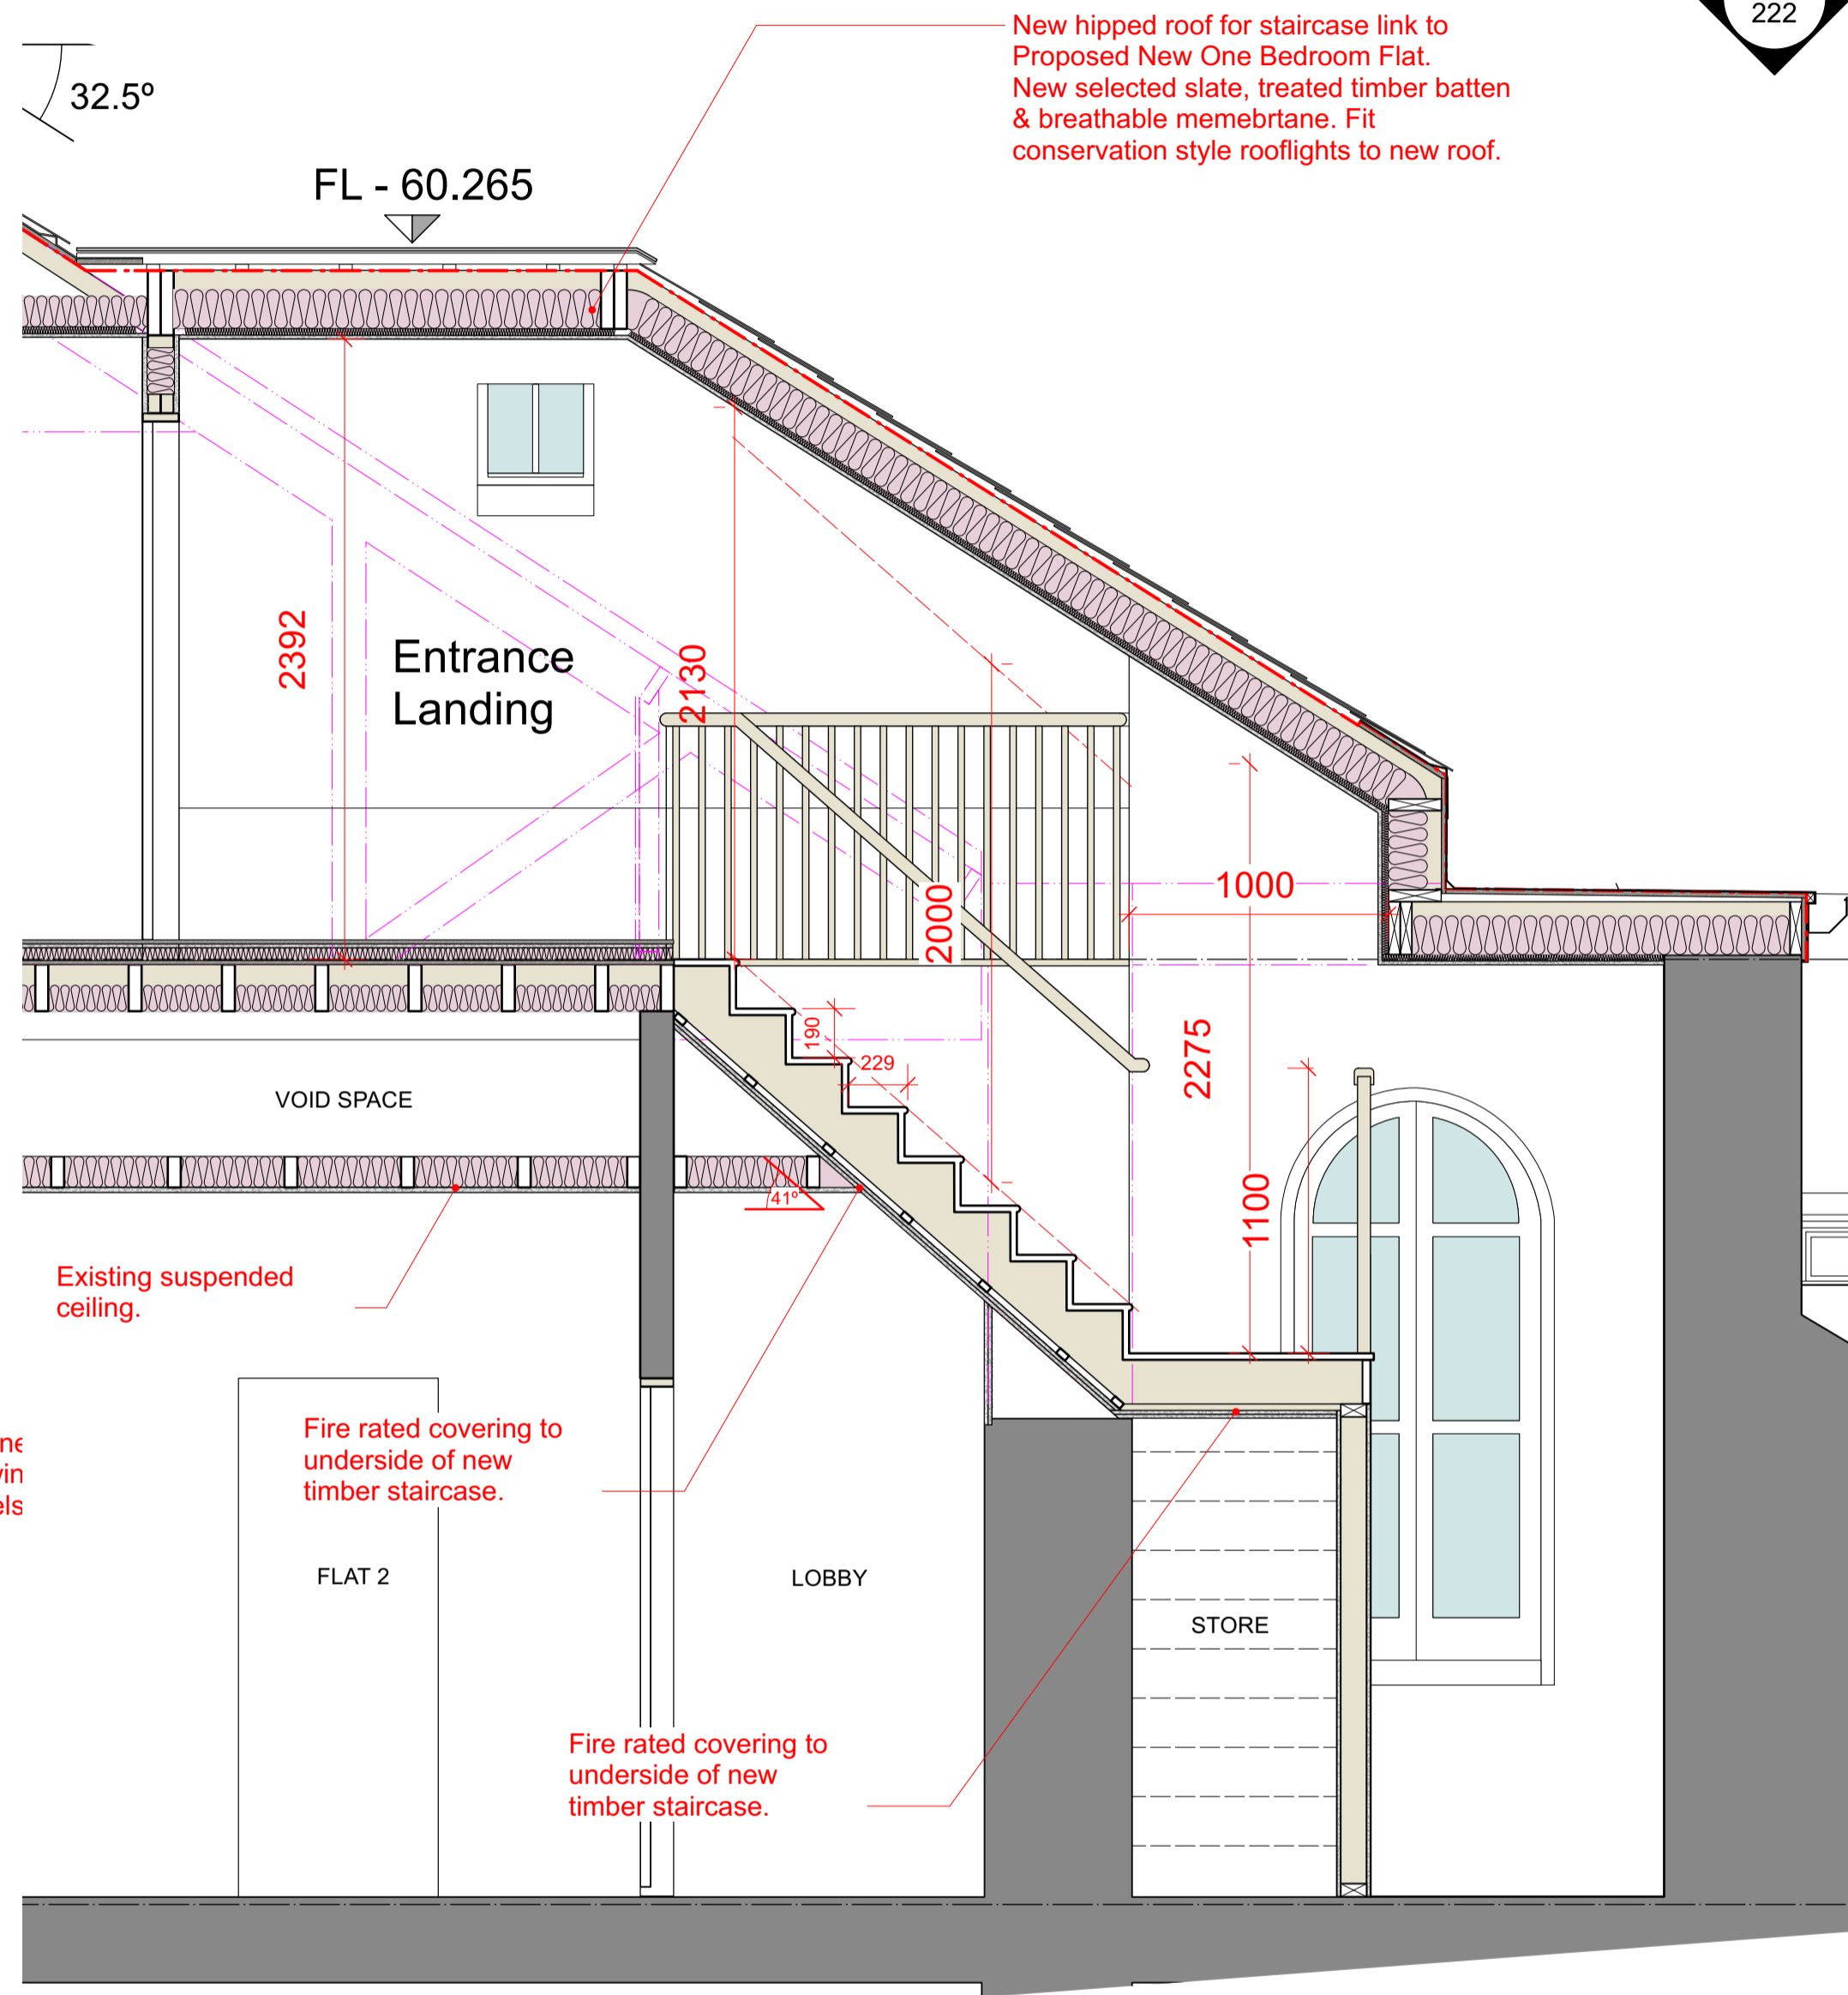 222
New hipped roof for staircase link to
Proposed New One Bedroom Flat.
New selected slate, treated timber batten
& breathable memebrtane. Fit
conservation style rooflights to new roof.
32.5º
FL - 60.265
2392
Entrance
Landing
2130
2000
1000
190
229
2275
VOID SPACE
41º
1100
Existing suspended
ceiling.
Fire rated covering to
underside of new
timber staircase.
FLAT 2
LOBBY
STORE
Fire rated covering to
underside of new
timber staircase.